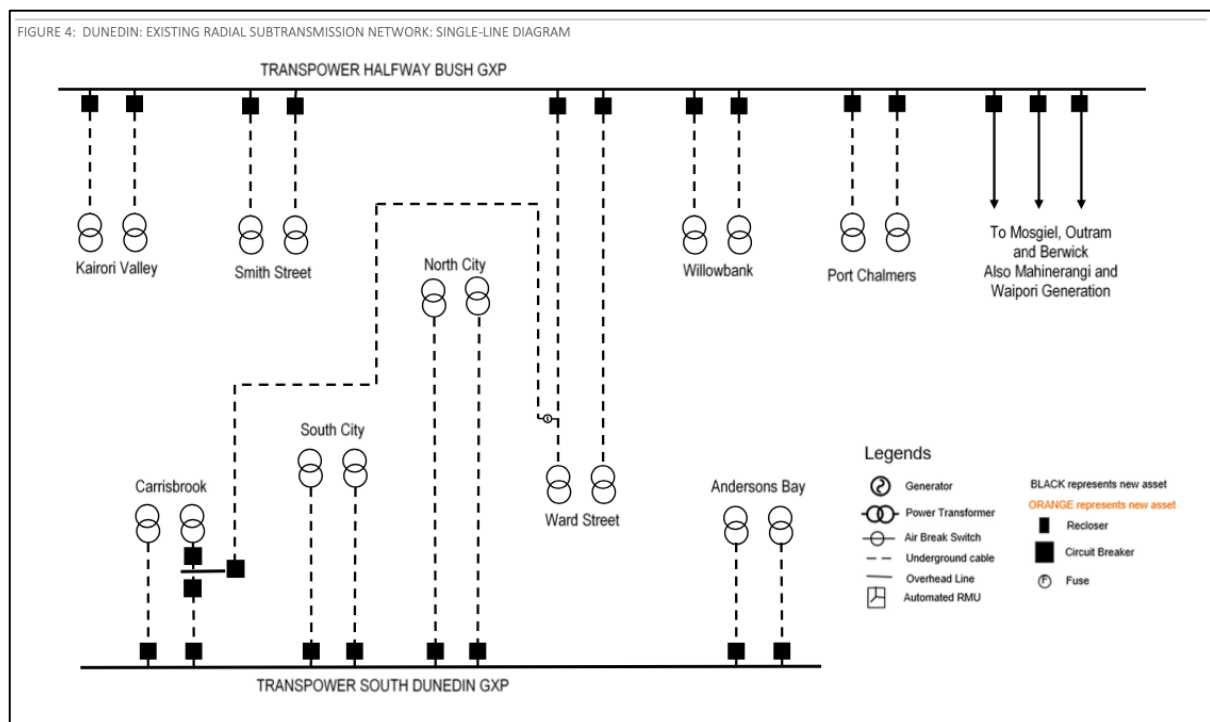 FIGURE 4: DUNEDIN: EXISTING RADIAL SUBTRANSMISSION NETWORK: SINGLE-LINE DIAGRAM
TRANSPOWER HALFWAY BUSH GXP
Kairori Valley
Smith Street
North City
Willowbank
Port Chalmers
To Mosgiel, Outram
and Berwick
Also Mahinerangi and
Waipori Generation
South City
Carrisbrook
Ward Street
Andersons Bay
TRANSPOWER SOUTH DUNEDIN GXP
Legends
Generator
Power Transformer
Air Break Switch
Underground cable
Overhead Line
Automated RMU
BLACK represents new asset
ORANGE represents new asset
Recloser
Circuit Breaker
F Fuse